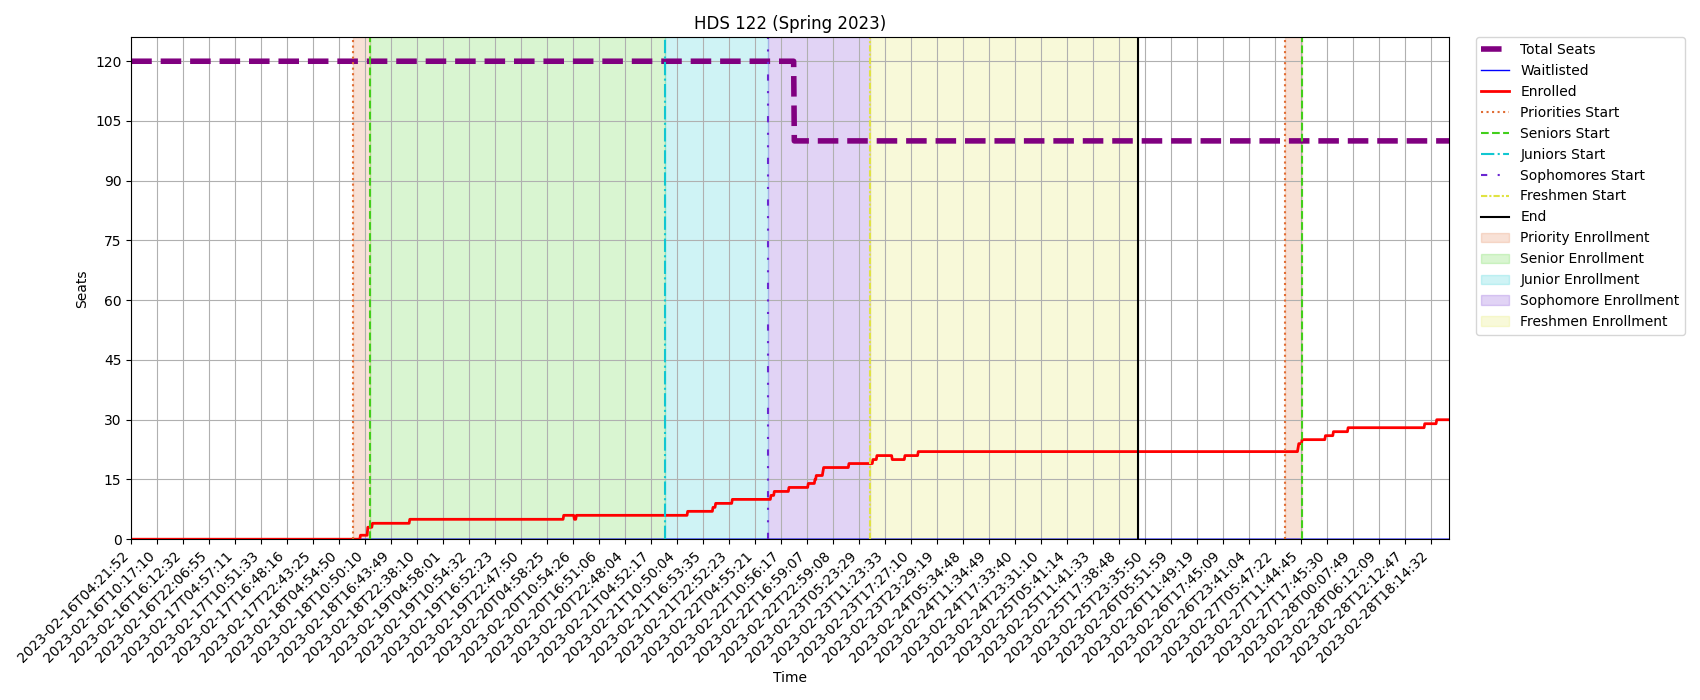 HDS 122 (Spring 2023)
Seats
120
105
90
75
60
45
30
15
0
2023-02-16T04:21:52
2023-02-16T10:17:10
2023-02-16T16:12:32
2023-02-16T22:06:55
2023-02-17T04:57:11
2023-02-17T10:51:33
2023-02-17T16:48:16
2023-02-17T22:43:25
2023-02-18T04:54:50
2023-02-18T10:50:10
2023-02-18T16:43:49
2023-02-18T22:38:10
2023-02-19T04:58:01
2023-02-19T10:54:32
2023-02-19T16:52:23
2023-02-19T22:47:50
2023-02-20T04:58:25
2023-02-20T10:54:26
2023-02-20T16:51:06
2023-02-20T22:48:04
2023-02-21T04:52:17
2023-02-21T10:50:04
2023-02-21T16:53:35
2023-02-21T22:52:23
2023-02-22T04:55:21
2023-02-22T10:56:17
2023-02-22T16:59:07
2023-02-22T22:59:08
2023-02-23T05:23:29
2023-02-23T11:23:33
2023-02-23T17:27:10
2023-02-23T23:29:19
2023-02-24T05:34:48
2023-02-24T11:34:49
2023-02-24T17:33:40
2023-02-24T23:31:10
2023-02-25T05:41:14
2023-02-25T11:41:33
2023-02-25T17:38:48
2023-02-25T23:35:50
2023-02-26T05:51:59
2023-02-26T11:49:19
2023-02-26T17:45:09
2023-02-26T23:41:04
2023-02-27T05:47:22
2023-02-27T11:44:45
2023-02-27T17:45:30
2023-02-28T00:07:49
2023-02-28T06:12:09
2023-02-28T12:12:47
2023-02-28T18:14:32
Time
Total Seats
Waitlisted
Enrolled
Priorities Start
Seniors Start
Juniors Start
Sophomores Start
Freshmen Start
End
Priority Enrollment
Senior Enrollment
Junior Enrollment
Sophomore Enrollment
Freshmen Enrollment